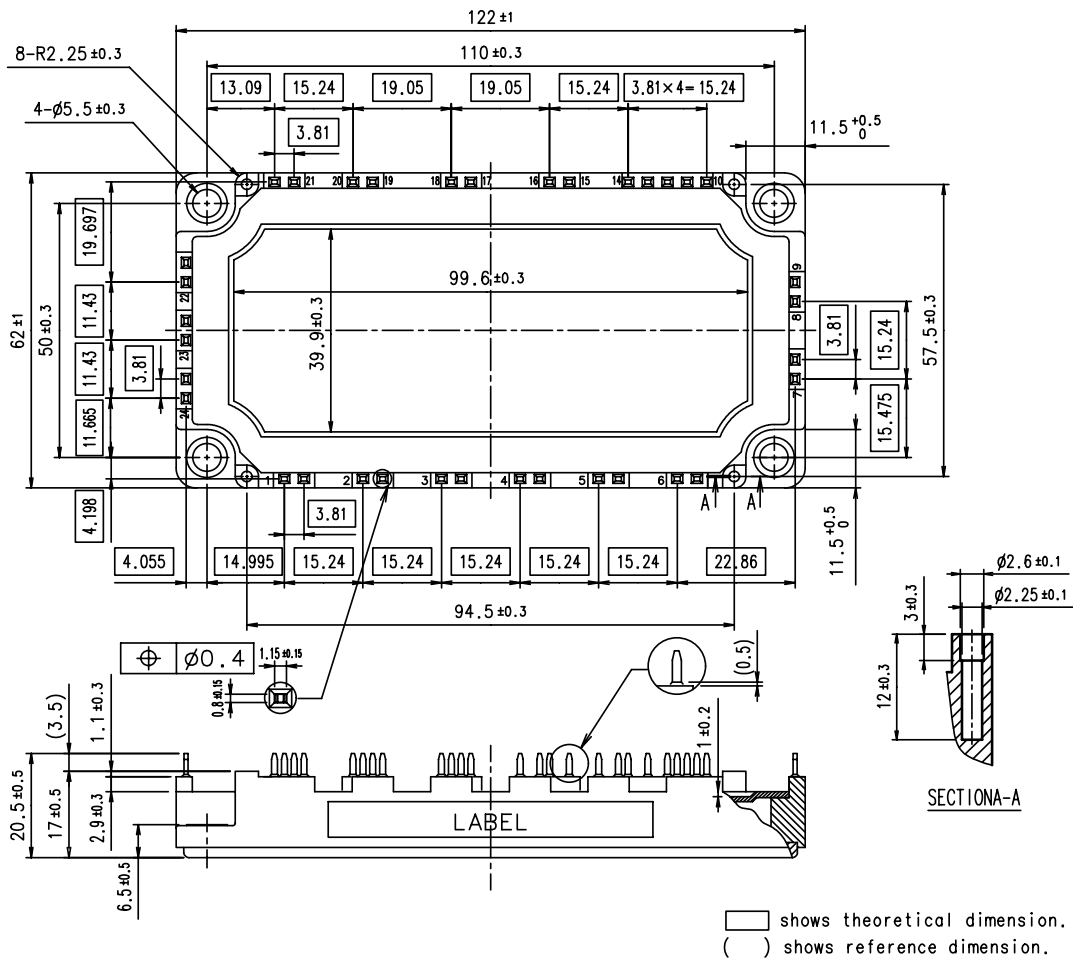 122 ±1
110 ±0.3
8-R2.25 ±0.3
13.09 15.24 19.05 19.05 15.24 3.81×4=15.24
4-ø5.5 ±0.3
3.81
11.5 +0.5 0
21 20 19 18 17 16 15 14 10
62 ±1
50 ±0.3
19.697
11.43
11.43
3.81
11.665
4.198
22
23
24
99.6 ±0.3
39.9 ±0.3
9
8
7
3.81
15.24
15.475
57.5 ±0.3
11.5 +0.5 0
1 2 3 4 5 6
A A
3.81
4.055 14.995 15.24 15.24 15.24 15.24 15.24 22.86
94.5 ±0.3
⌖ ø0.4
1.15 ±0.15
0.8 ±0.15
(0.5)
1 ±0.2
ø2.6 ±0.1
ø2.25 ±0.1
3 ±0.3
12 ±0.3
SECTIONA-A
(3.5)
1.1 ±0.3
20.5 ±0.5
17 ±0.5
2.9 ±0.3
6.5 ±0.5
LABEL
shows theoretical dimension.
( ) shows reference dimension.